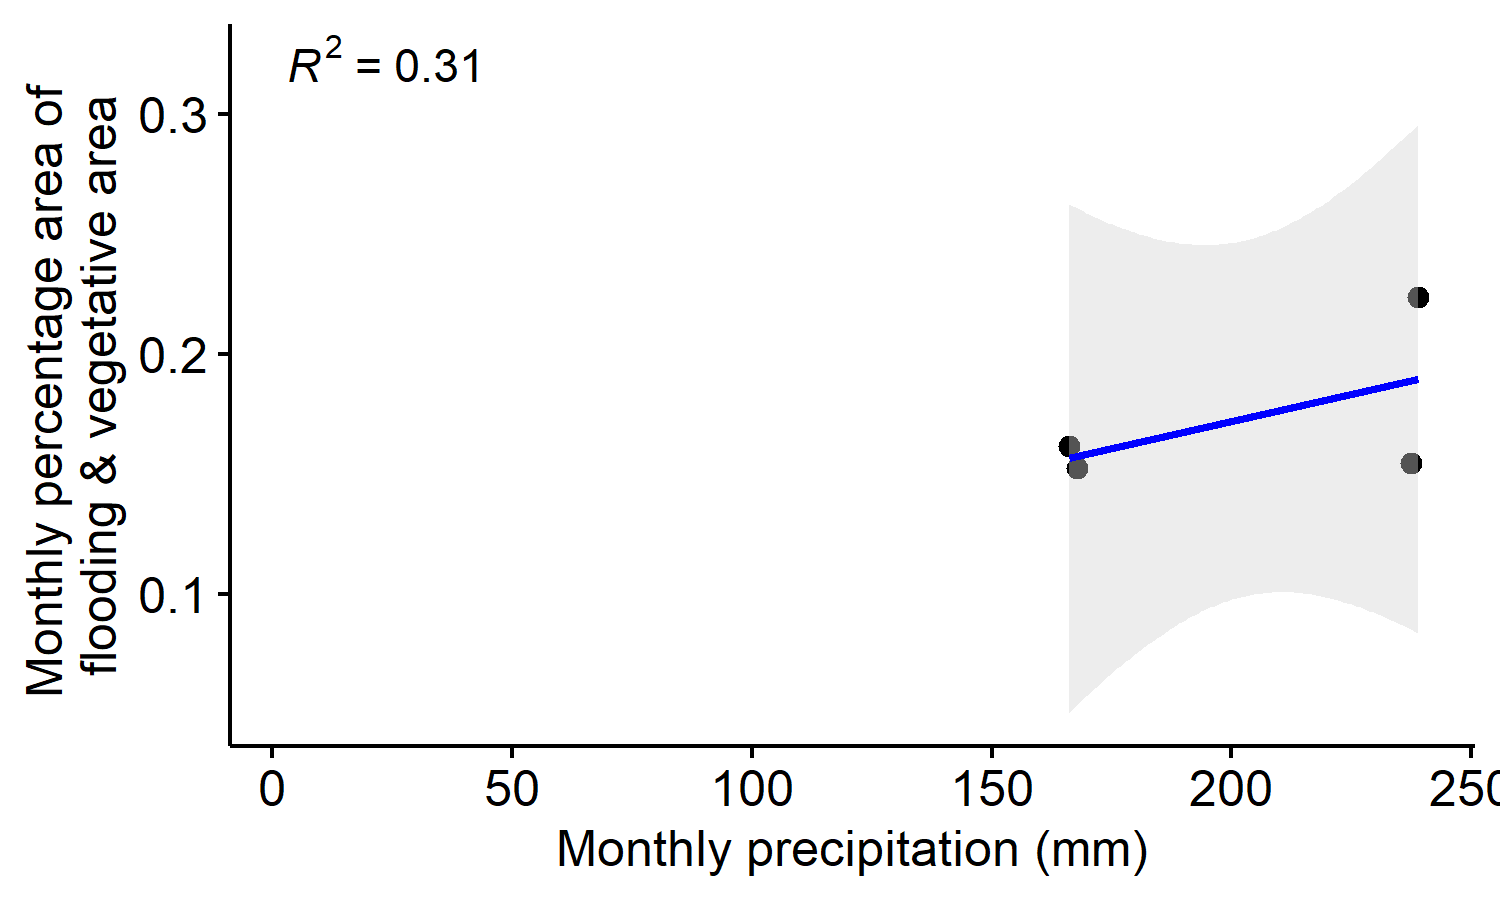 R² = 0.31
Monthly percentage area of
flooding & vegetative area
0.3
0.2
0.1
0 50 100 150 200 250
Monthly precipitation (mm)